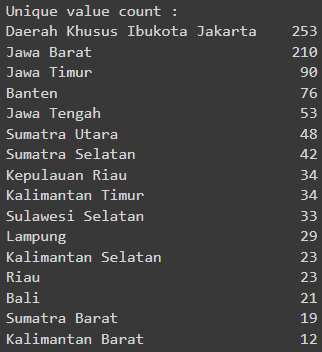 Unique value count :
Daerah Khusus Ibukota Jakarta    253
Jawa Barat    210
Jawa Timur    90
Banten    76
Jawa Tengah    53
Sumatra Utara    48
Sumatra Selatan    42
Kepulauan Riau    34
Kalimantan Timur    34
Sulawesi Selatan    33
Lampung    29
Kalimantan Selatan    23
Riau    23
Bali    21
Sumatra Barat    19
Kalimantan Barat    12